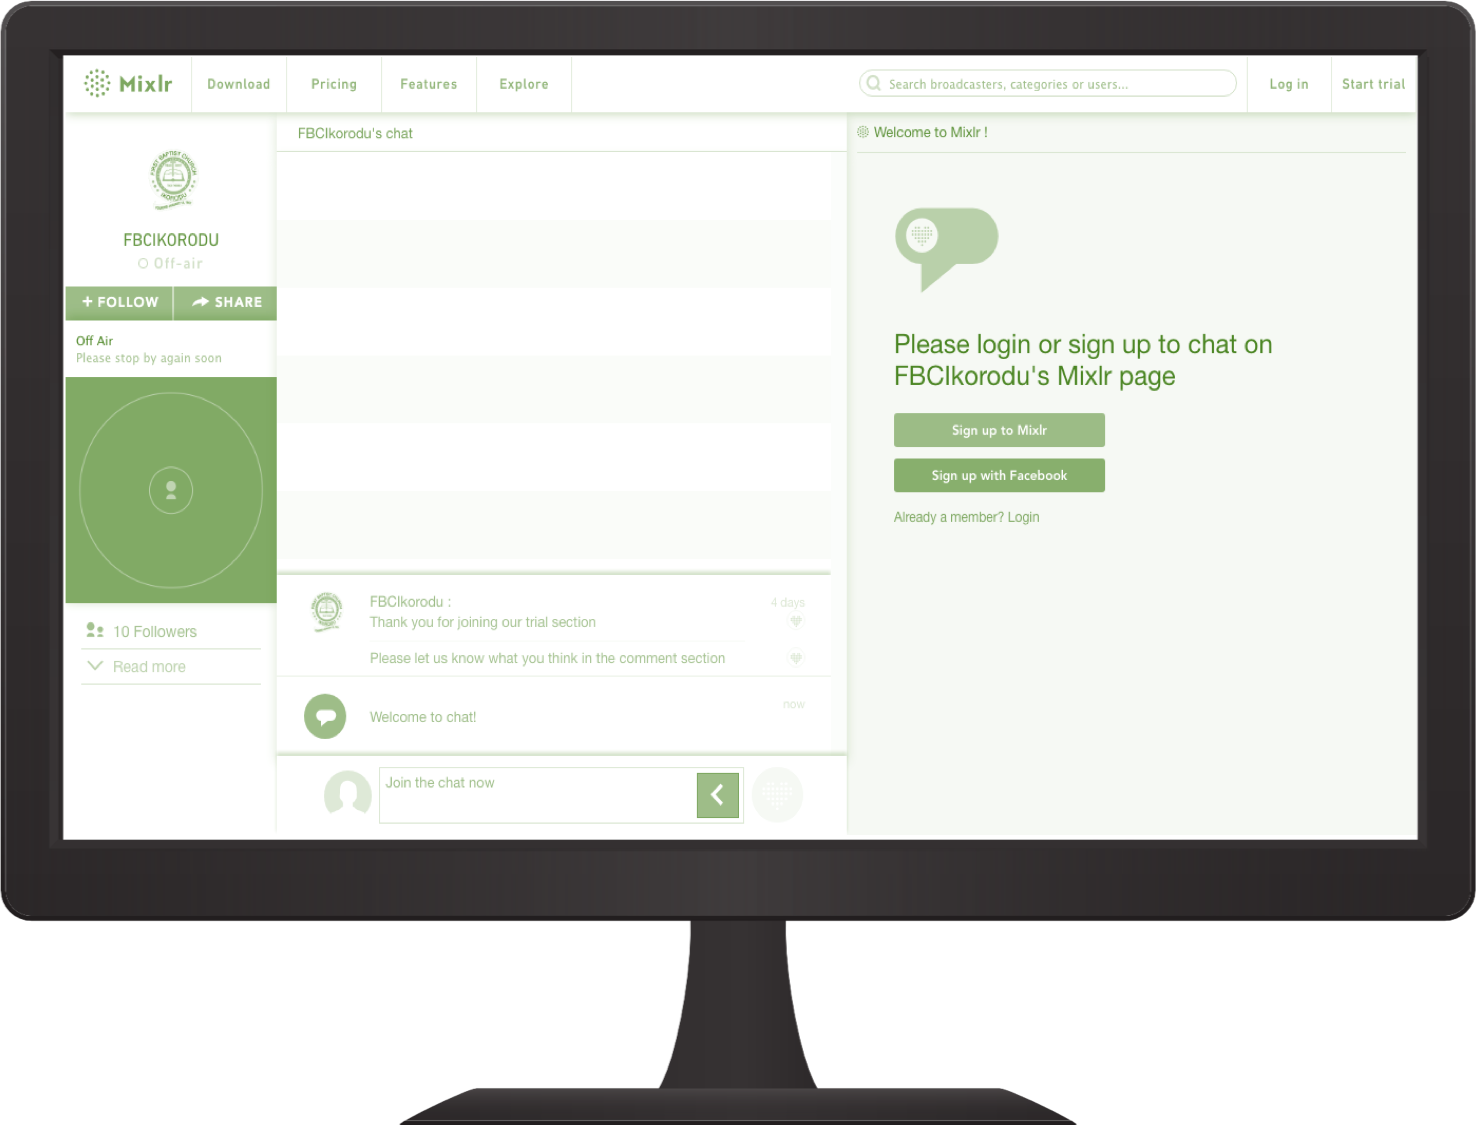 Mixlr
Download
Pricing
Features
Explore
Search broadcasters, categories or users...
Log in
Start trial
FIRST BAPTIST CHURCH
IKORODU
FBCIKORODU
Off-air
+ FOLLOW
SHARE
Off Air
Please stop by again soon
10 Followers
Read more
FBCIkorodu's chat
FBCIkorodu :
4 days
Thank you for joining our trial section
Please let us know what you think in the comment section
now
Welcome to chat!
Join the chat now
Welcome to Mixlr !
Please login or sign up to chat on
FBCIkorodu's Mixlr page
Sign up to Mixlr
Sign up with Facebook
Already a member? Login